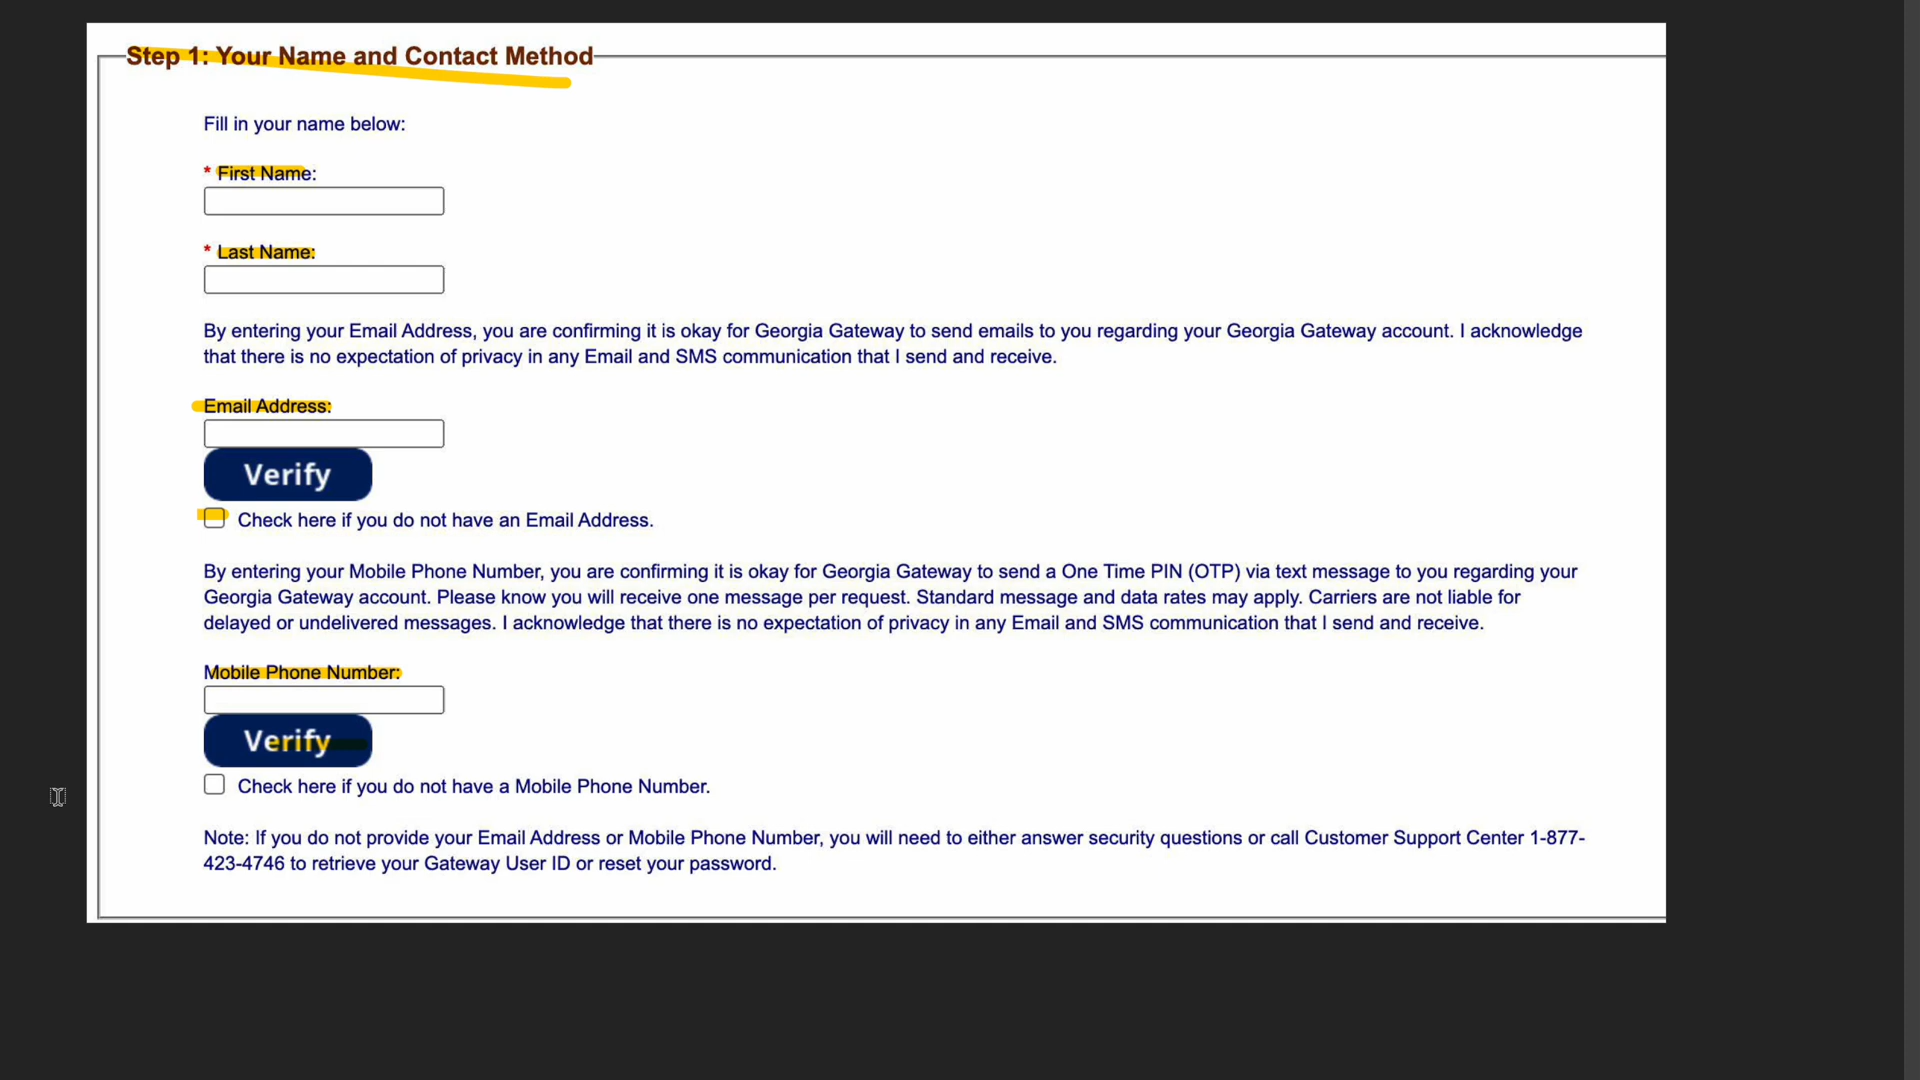 Step 1: Your Name and Contact Method
Fill in your name below:
* First Name:
* Last Name:
By entering your Email Address, you are confirming it is okay for Georgia Gateway to send emails to you regarding your Georgia Gateway account. I acknowledge
that there is no expectation of privacy in any Email and SMS communication that I send and receive.
Email Address:
Verify
Check here if you do not have an Email Address.
By entering your Mobile Phone Number, you are confirming it is okay for Georgia Gateway to send a One Time PIN (OTP) via text message to you regarding your
Georgia Gateway account. Please know you will receive one message per request. Standard message and data rates may apply. Carriers are not liable for
delayed or undelivered messages. I acknowledge that there is no expectation of privacy in any Email and SMS communication that I send and receive.
Mobile Phone Number:
Verify
Check here if you do not have a Mobile Phone Number.
Note: If you do not provide your Email Address or Mobile Phone Number, you will need to either answer security questions or call Customer Support Center 1-877-
423-4746 to retrieve your Gateway User ID or reset your password.